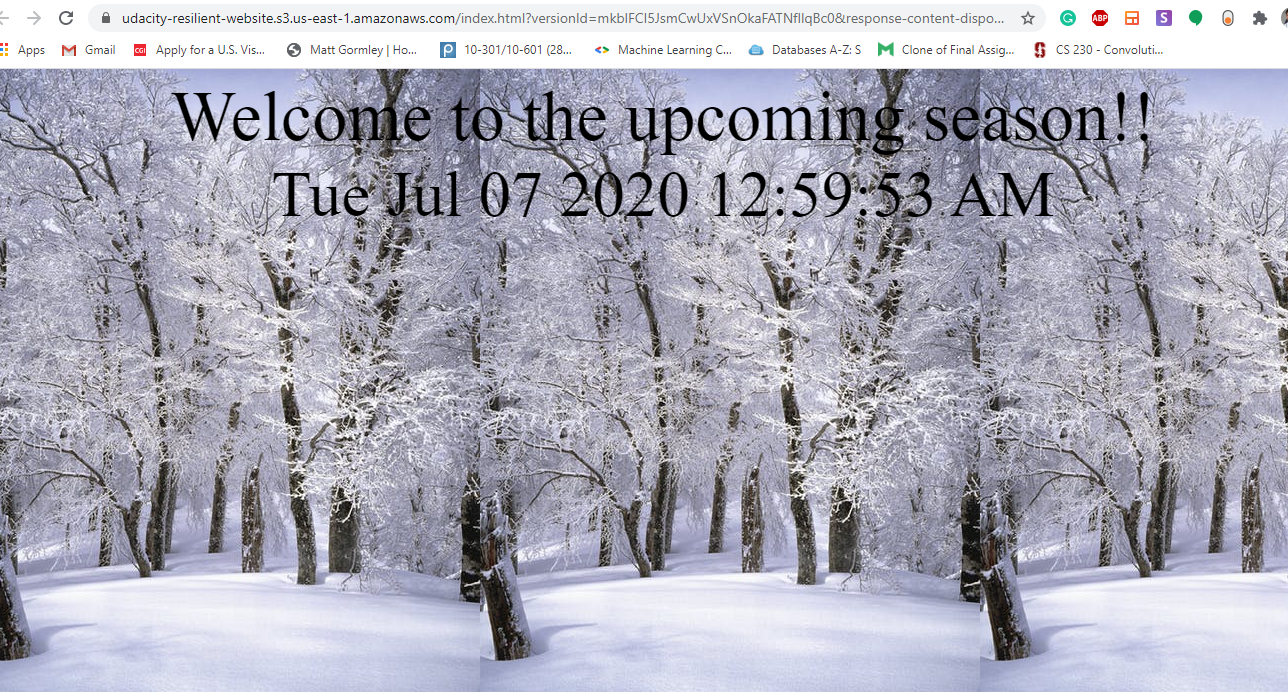 udacity-resilient-website.s3.us-east-1.amazonaws.com/index.html?versionId=mkbIFCI5JsmCwUxVSnOkaFATNfIlqBc0&response-content-dispo...
ABP
S
Apps
Gmail
CGI
Apply for a U.S. Vis...
Matt Gormley | Ho...
10-301/10-601 (28...
Machine Learning C...
Databases A-Z: S
Clone of Final Assig...
CS 230 - Convoluti...
Welcome to the upcoming season!!
Tue Jul 07 2020 12:59:53 AM